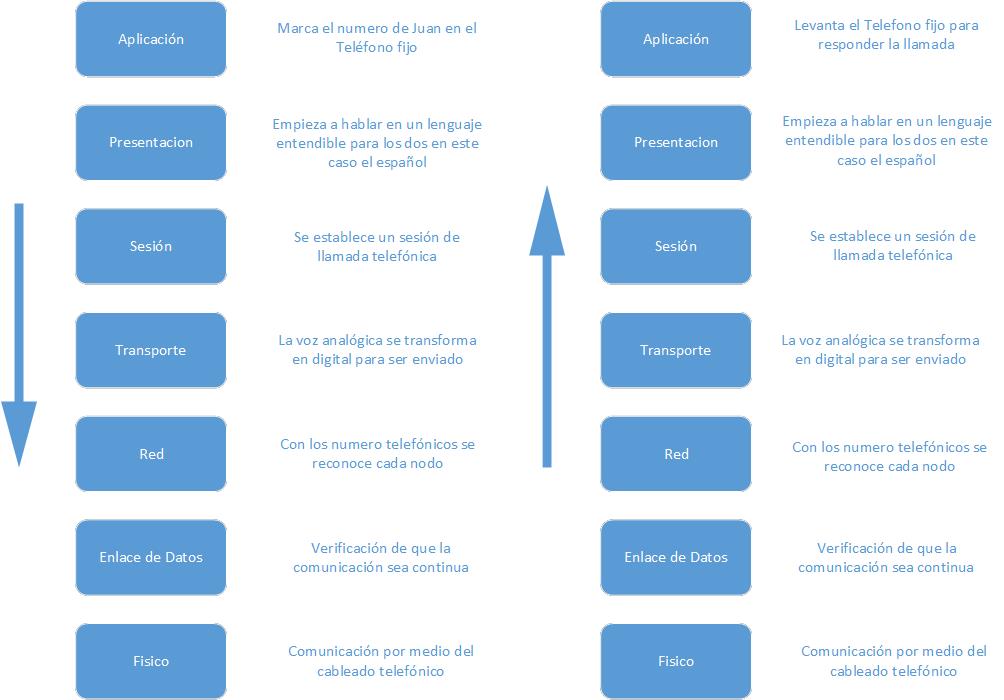 Aplicación
Marca el numero de Juan en el
Teléfono fijo
Presentacion
Empieza a hablar en un lenguaje
entendible para los dos en este
caso el español
Sesión
Se establece un sesión de
llamada telefónica
Transporte
La voz analógica se transforma
en digital para ser enviado
Red
Con los numero telefónicos se
reconoce cada nodo
Enlace de Datos
Verificación de que la
comunicación sea continua
Fisico
Comunicación por medio del
cableado telefónico
Aplicación
Levanta el Telefono fijo para
responder la llamada
Presentacion
Empieza a hablar en un lenguaje
entendible para los dos en este
caso el español
Sesión
Se establece un sesión de
llamada telefónica
Transporte
La voz analógica se transforma
en digital para ser enviado
Red
Con los numero telefónicos se
reconoce cada nodo
Enlace de Datos
Verificación de que la
comunicación sea continua
Fisico
Comunicación por medio del
cableado telefónico